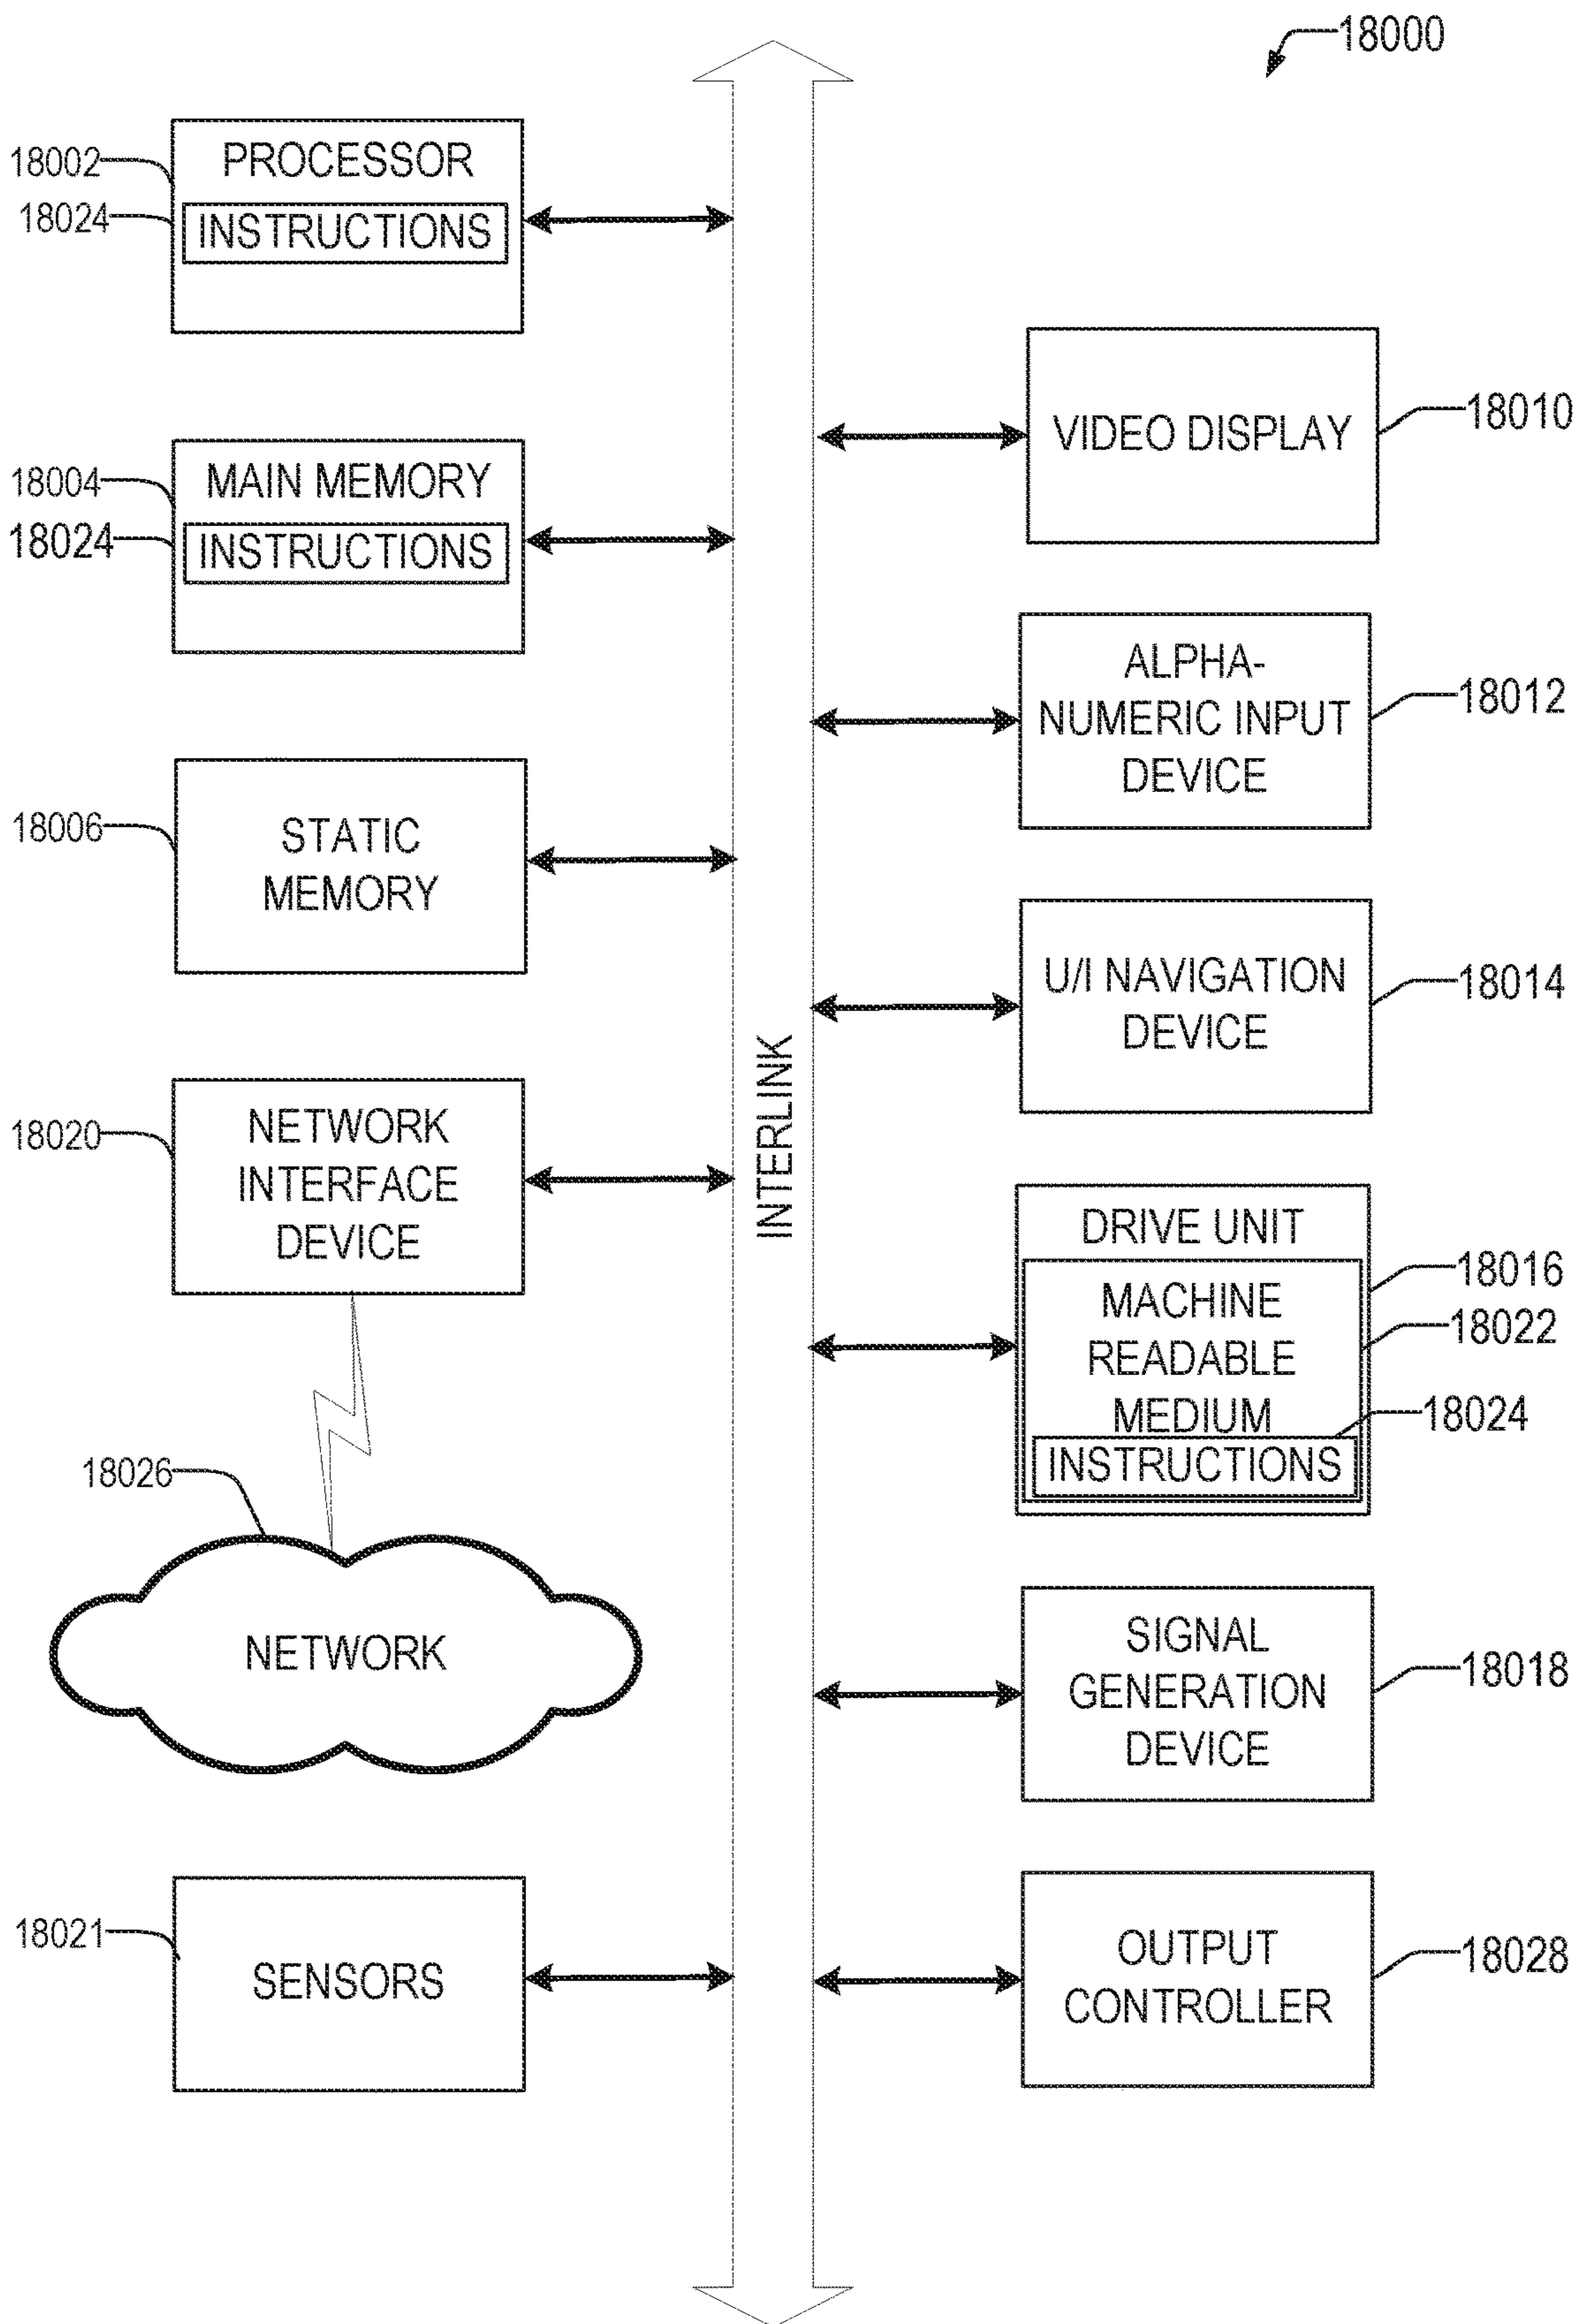 18000
18002
PROCESSOR
18024
INSTRUCTIONS
18004
MAIN MEMORY
18024
INSTRUCTIONS
18006
STATIC
MEMORY
18020
NETWORK
INTERFACE
DEVICE
18026
NETWORK
18021
SENSORS
INTERLINK
VIDEO DISPLAY
18010
ALPHA-
NUMERIC INPUT
DEVICE
18012
U/I NAVIGATION
DEVICE
18014
DRIVE UNIT
18016
MACHINE
READABLE
MEDIUM
18022
18024
INSTRUCTIONS
SIGNAL
GENERATION
DEVICE
18018
OUTPUT
CONTROLLER
18028